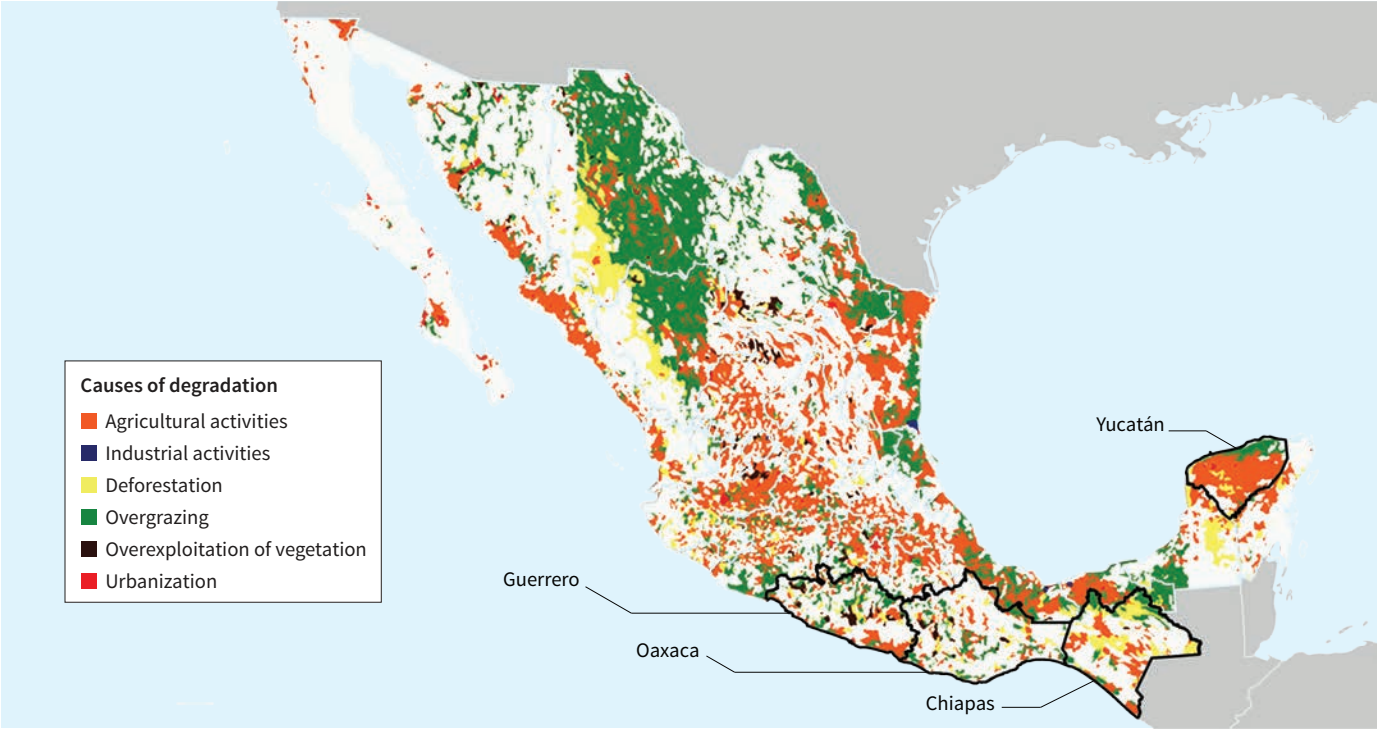 Causes of degradation
Agricultural activities
Industrial activities
Deforestation
Overgrazing
Overexploitation of vegetation
Urbanization
Yucatán
Guerrero
Oaxaca
Chiapas